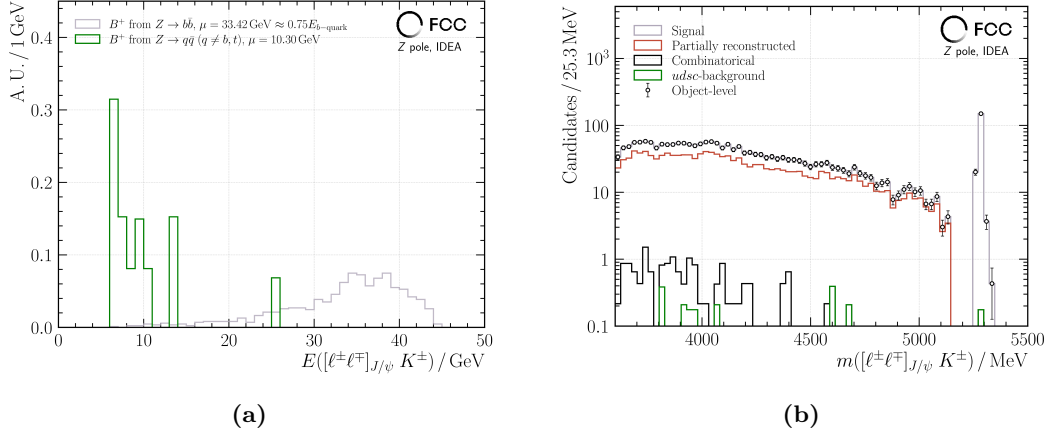 B⁺ from Z → bb̄, μ = 33.42 GeV ≈ 0.75E_{b−quark}
B⁺ from Z → qq̄ (q ≠ b, t), μ = 10.30 GeV
FCC
Z pole, IDEA
A. U. / 1 GeV
0.4
0.3
0.2
0.1
0.0
0 10 20 30 40 50
E([ℓ±ℓ∓]_{J/ψ} K±) / GeV
(a)
Signal
Partially reconstructed
Combinatorical
udsc-background
Object-level
FCC
Z pole, IDEA
Candidates / 25.3 MeV
10³
100
10
1
0.1
4000 4500 5000 5500
m([ℓ±ℓ∓]_{J/ψ} K±) / MeV
(b)